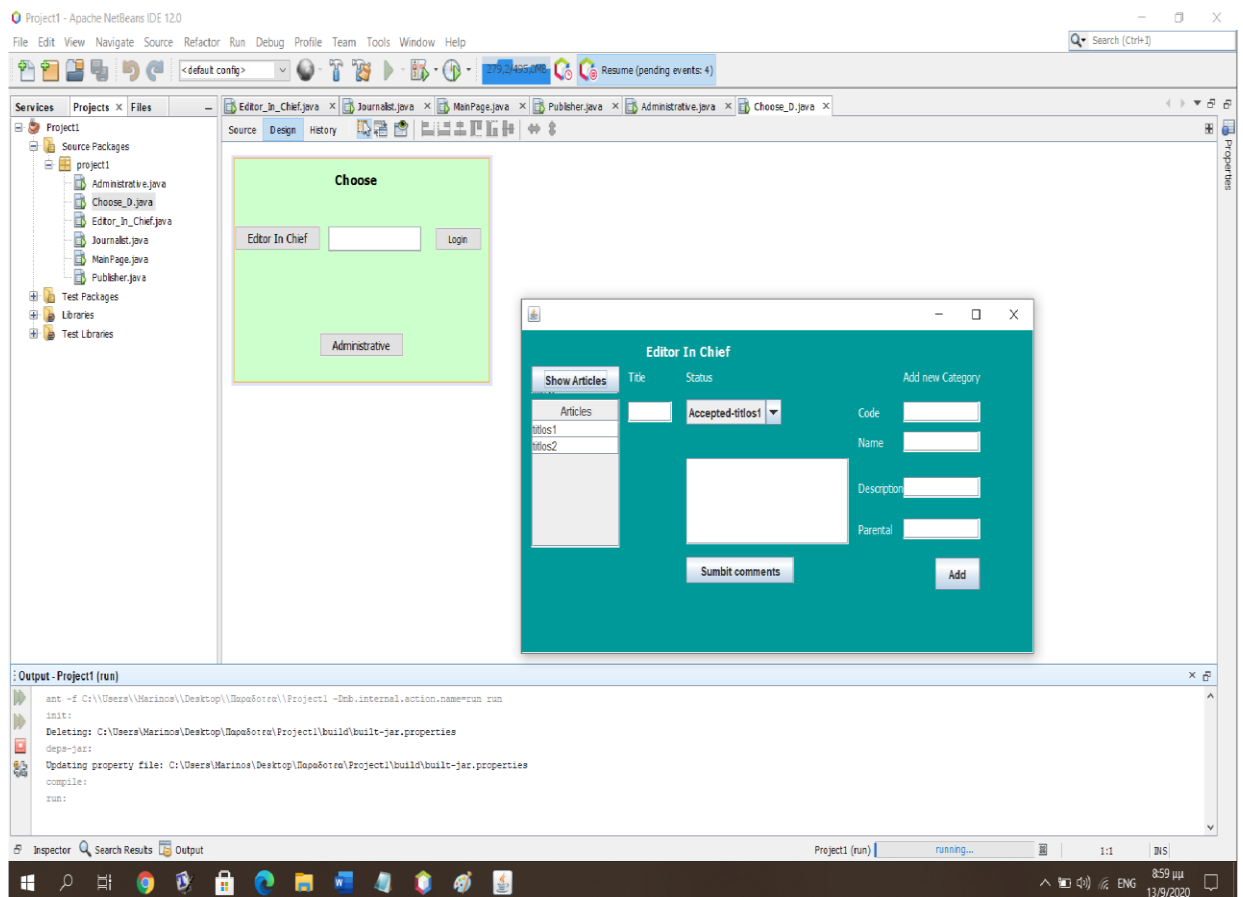 Project1 - Apache NetBeans IDE 12.0
File Edit View Navigate Source Refactor Run Debug Profile Team Tools Window Help
Search (Ctrl+I)
<default config>
279,2/495,0MB
Resume (pending events: 4)
Services Projects Files
Editor_In_Chief.java Journalist.java MainPage.java Publisher.java Administrative.java Choose_D.java
Source Design History
Properties
Project1
Source Packages
project1
Administrative.java
Choose_D.java
Editor_In_Chief.java
Journalist.java
MainPage.java
Publisher.java
Test Packages
Libraries
Test Libraries
Choose
Editor In Chief
Login
Administrative
Editor In Chief
Show Articles
Title
Status
Add new Category
Articles
titlos1
titlos2
Accepted-titlos1
Code
Name
Description
Parental
Sumbit comments
Add
Output - Project1 (run)
ant -f C:\\Users\\Marinos\\Desktop\\Παραδοτεα\\Project1 -Dnb.internal.action.name=run run
init:
Deleting: C:\Users\Marinos\Desktop\Παραδοτεα\Project1\build\built-jar.properties
deps-jar:
Updating property file: C:\Users\Marinos\Desktop\Παραδοτεα\Project1\build\built-jar.properties
compile:
run:
Inspector Search Results Output
Project1 (run)
running...
1:1
INS
ENG
8:59 μμ
13/9/2020